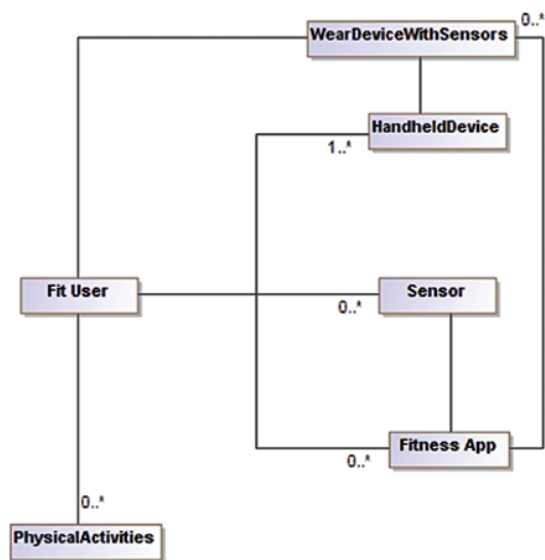 0..*
WearDeviceWithSensors
HandheldDevice
1..*
Fit User
Sensor
0..*
Fitness App
0..*
0..*
PhysicalActivities